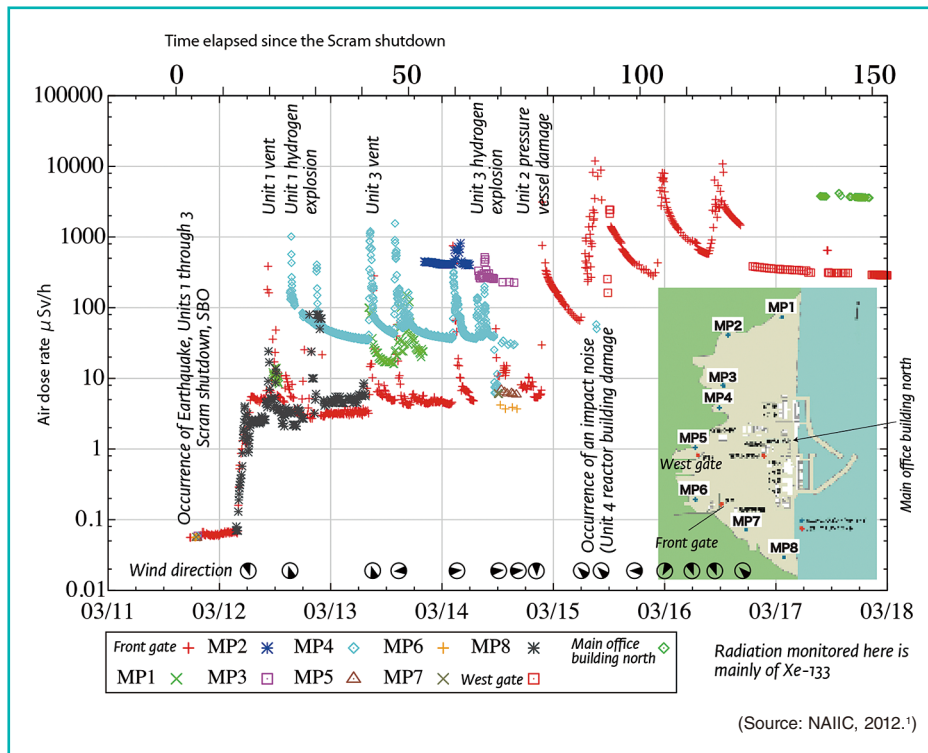 Time elapsed since the Scram shutdown
0 50 100 150
100000
10000
1000
100
10
1
0.1
0.01
Air dose rate μ Sv/h
Occurrence of Earthquake, Units 1 through 3
Scram shutdown, SBO
Unit 1 vent
Unit 1 hydrogen
explosion
Unit 3 vent
Unit 3 hydrogen
explosion
Unit 2 pressure
vessel damage
Occurrence of an impact noise
(Unit 4 reactor building damage)
MP1
MP2
MP3
MP4
MP5
West gate
MP6
MP7
Front gate
MP8
Main office building north
Wind direction
03/11 03/12 03/13 03/14 03/15 03/16 03/17 03/18
Front gate MP2 MP4 MP6 MP8 Main office
building north
MP1 MP3 MP5 MP7 West gate
Radiation monitored here is
mainly of Xe-133
(Source: NAIIC, 2012.¹)